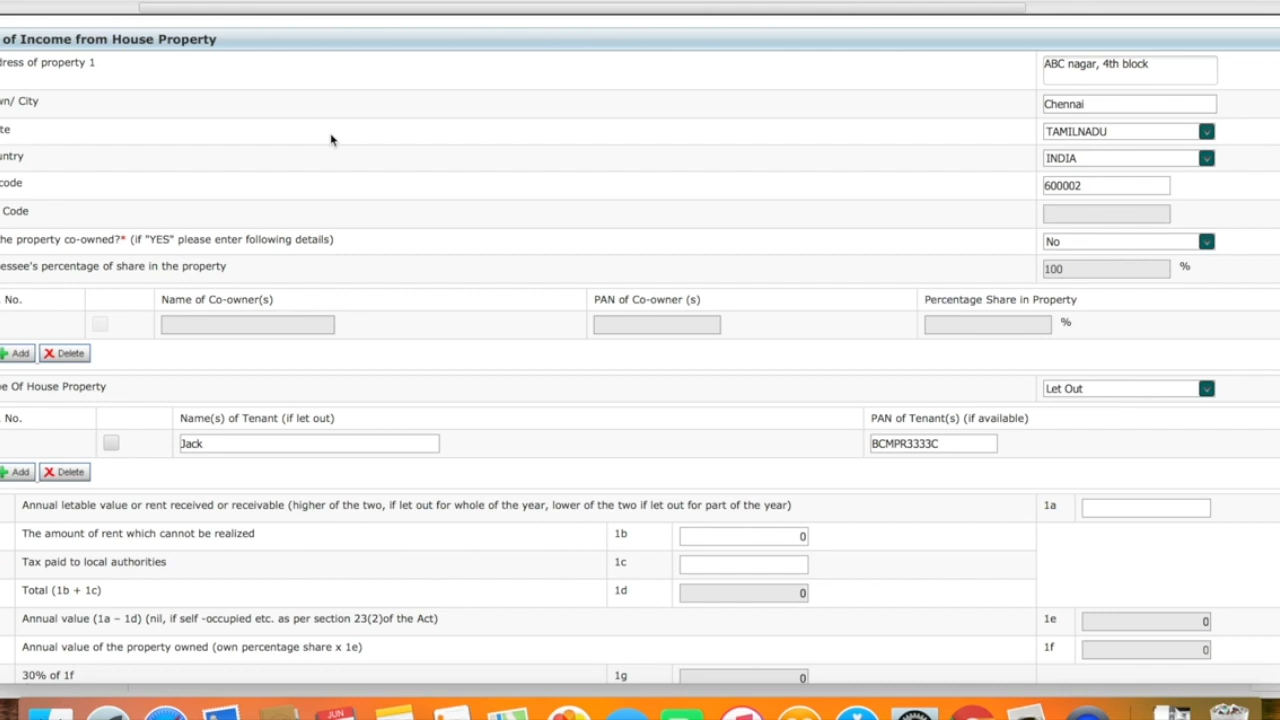 of Income from House Property
dress of property 1
ABC nagar, 4th block
wn/ City
Chennai
te
TAMILNADU
untry
INDIA
code
600002
Code
he property co-owned?* (if "YES" please enter following details)
No
essee's percentage of share in the property
100 %
. No. Name of Co-owner(s) PAN of Co-owner (s) Percentage Share in Property
%
Add Delete
e Of House Property
Let Out
. No. Name(s) of Tenant (if let out) PAN of Tenant(s) (if available)
Jack BCMPR3333C
Add Delete
Annual letable value or rent received or receivable (higher of the two, if let out for whole of the year, lower of the two if let out for part of the year) 1a
The amount of rent which cannot be realized 1b 0
Tax paid to local authorities 1c
Total (1b + 1c) 1d 0
Annual value (1a – 1d) (nil, if self -occupied etc. as per section 23(2)of the Act) 1e 0
Annual value of the property owned (own percentage share x 1e) 1f 0
30% of 1f 1g 0
JUN